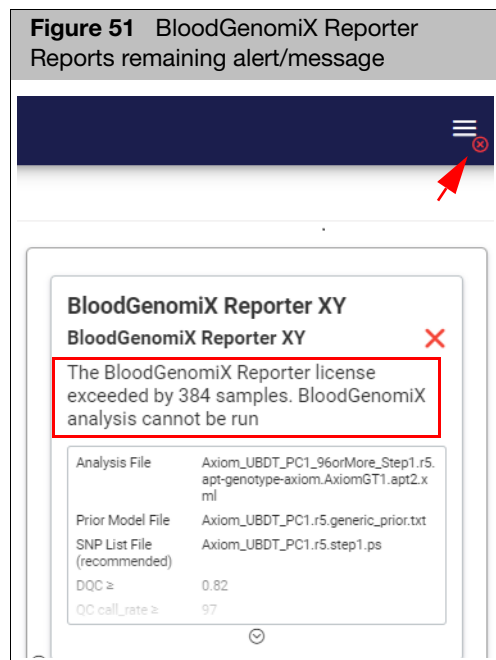 Figure 51 BloodGenomiX Reporter
Reports remaining alert/message
BloodGenomiX Reporter XY
BloodGenomiX Reporter XY
The BloodGenomiX Reporter license
exceeded by 384 samples. BloodGenomiX
analysis cannot be run
Analysis File Axiom_UBDT_PC1_96orMore_Step1.r5.
apt-genotype-axiom.AxiomGT1.apt2.x
ml
Prior Model File Axiom_UBDT_PC1.r5.generic_prior.txt
SNP List File Axiom_UBDT_PC1.r5.step1.ps
(recommended)
DQC ≥ 0.82
QC call_rate ≥ 97